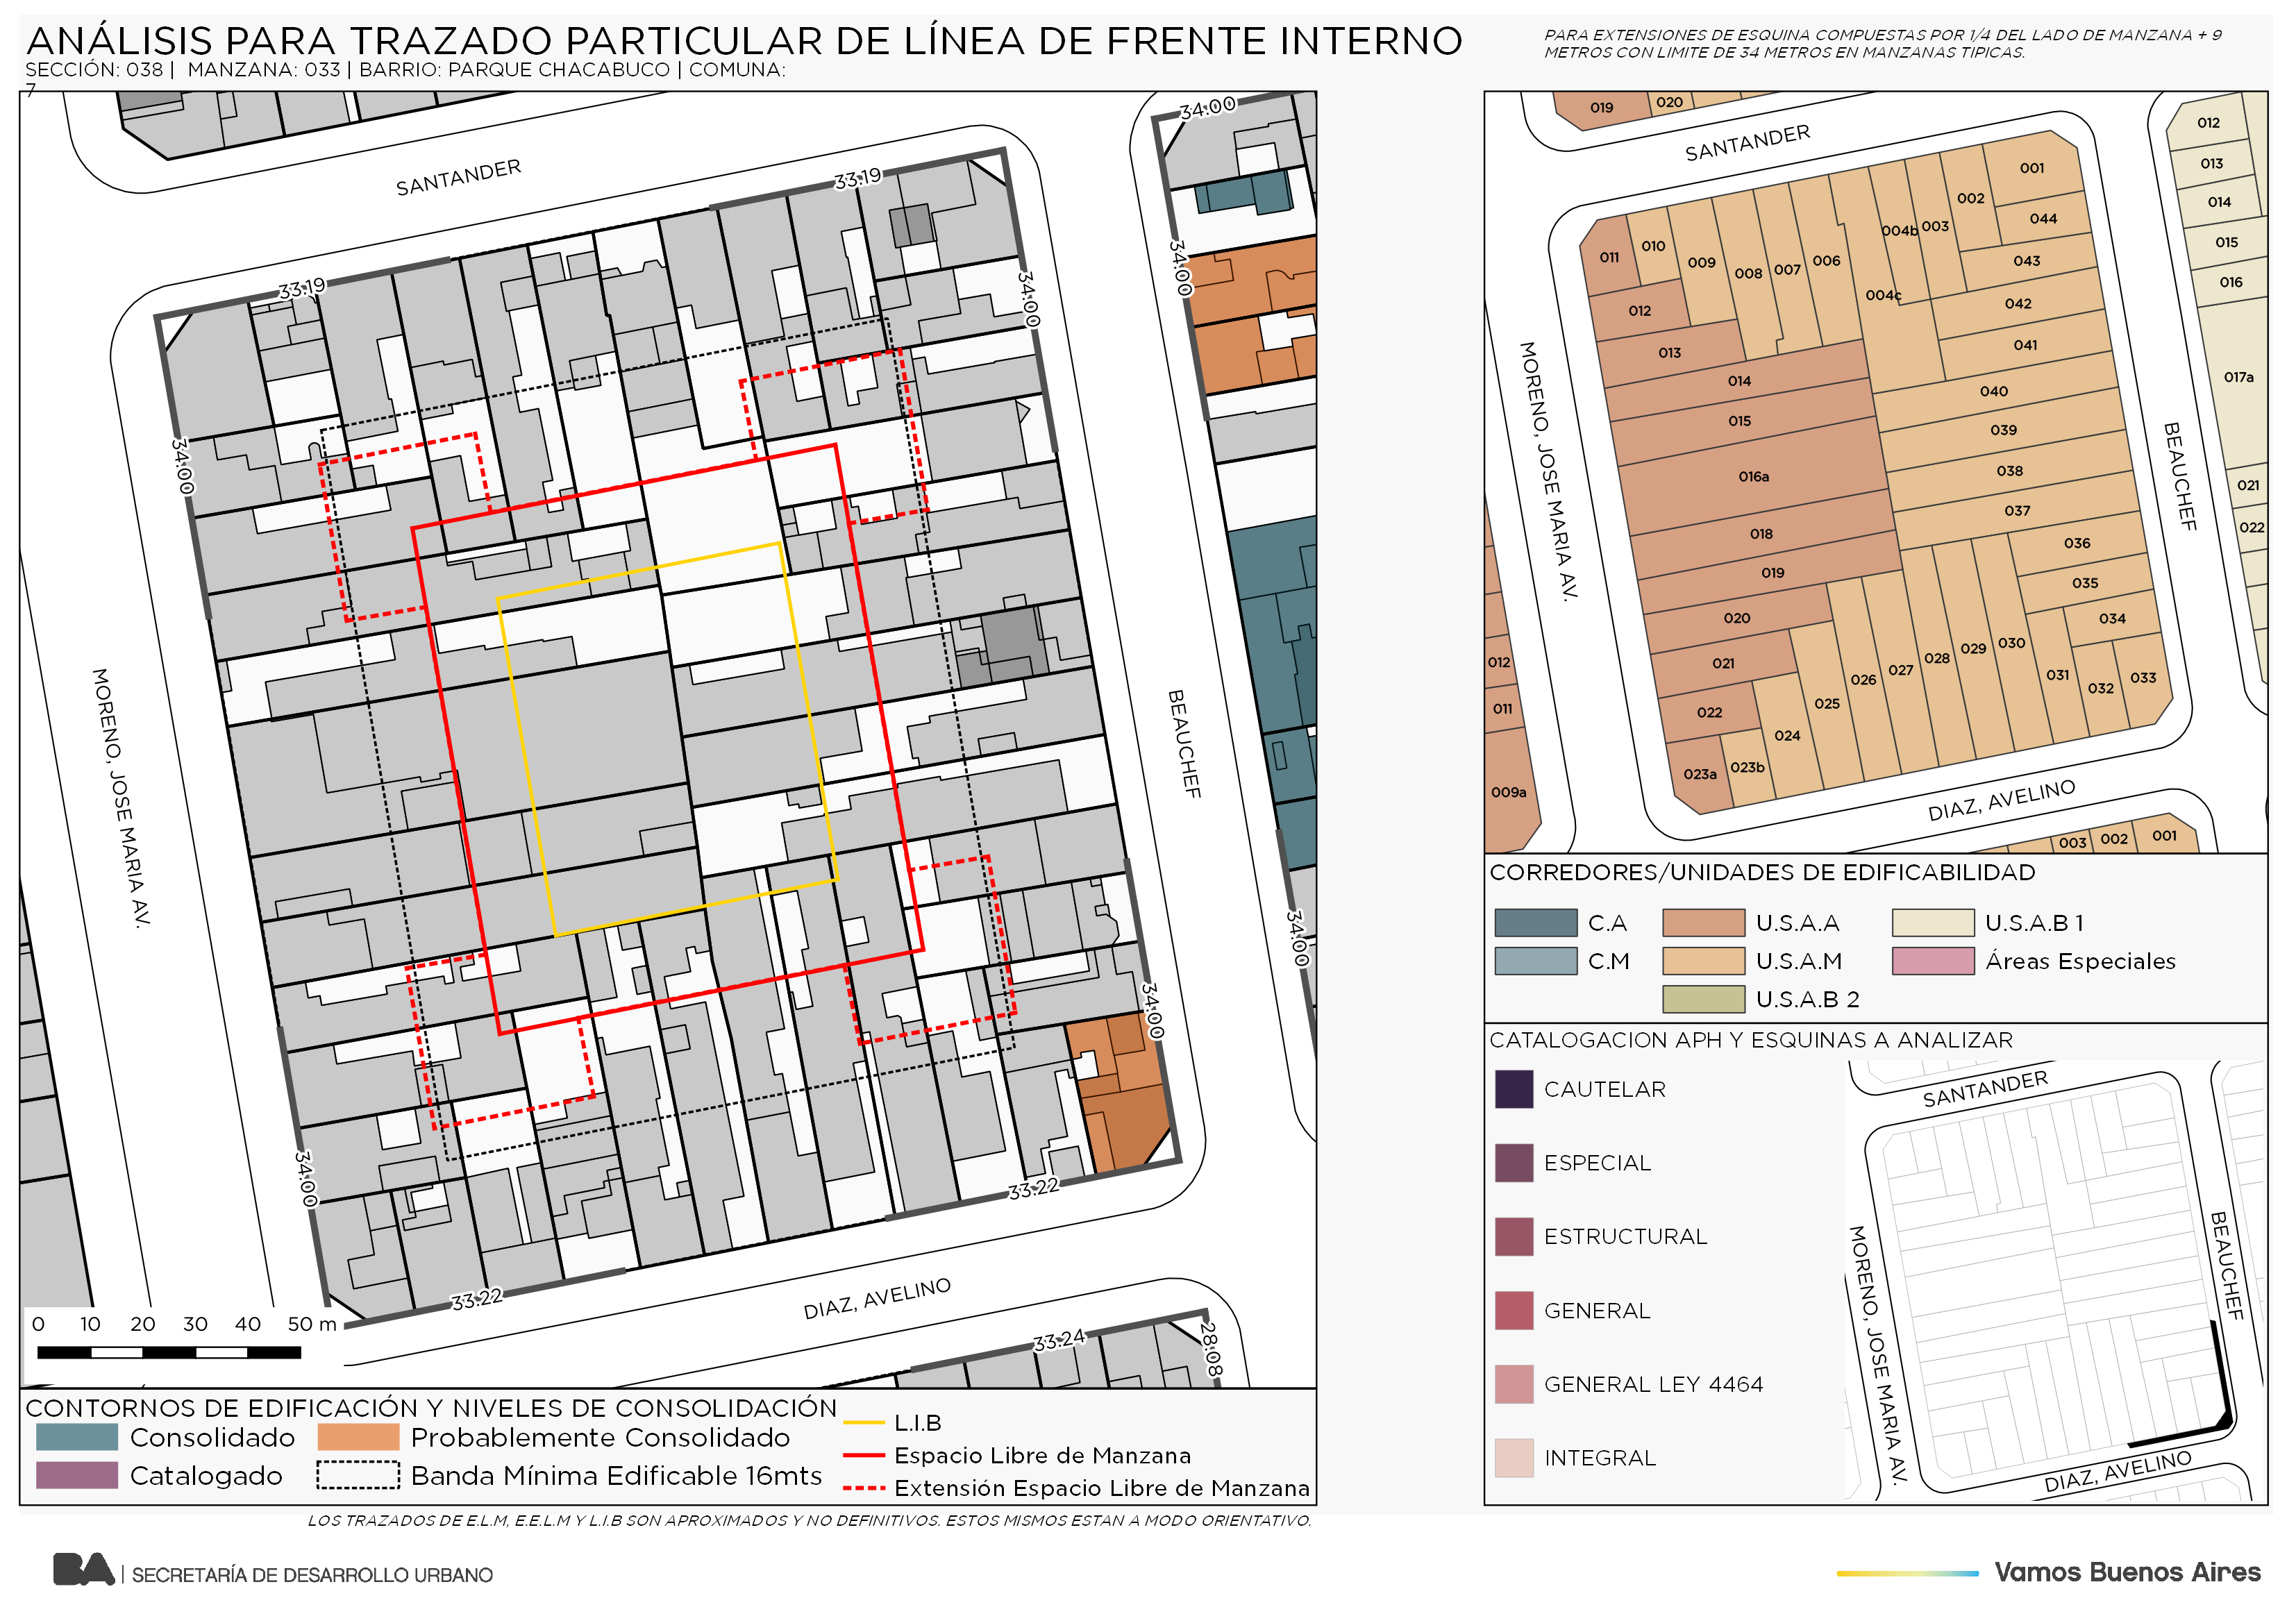 ANÁLISIS PARA TRAZADO PARTICULAR DE LÍNEA DE FRENTE INTERNO
SECCIÓN: 038 | MANZANA: 033 | BARRIO: PARQUE CHACABUCO | COMUNA:
7
PARA EXTENSIONES DE ESQUINA COMPUESTAS POR 1/4 DEL LADO DE MANZANA + 9
METROS CON LIMITE DE 34 METROS EN MANZANAS TIPICAS.
SANTANDER
33.19
33.19
34.00
34.00
34.00
34.00
34.00
34.00
34.00
33.22
33.22
33.24
28.08
MORENO, JOSE MARIA AV.
BEAUCHEF
DIAZ, AVELINO
0 10 20 30 40 50 m
CONTORNOS DE EDIFICACIÓN Y NIVELES DE CONSOLIDACIÓN
Consolidado
Probablemente Consolidado
Catalogado
Banda Mínima Edificable 16mts
L.I.B
Espacio Libre de Manzana
Extensión Espacio Libre de Manzana
LOS TRAZADOS DE E.L.M, E.E.L.M Y L.I.B SON APROXIMADOS Y NO DEFINITIVOS. ESTOS MISMOS ESTAN A MODO ORIENTATIVO.
019
020
SANTANDER
012
013
014
015
016
017a
021
022
001
002
003
004b
004c
044
043
042
041
040
039
038
037
036
035
034
033
032
031
030
029
028
027
026
025
024
023b
023a
022
021
020
019
018
016a
015
014
013
012
011
010
009
008
007
006
012
011
009a
003
002
001
MORENO, JOSE MARIA AV.
BEAUCHEF
DIAZ, AVELINO
CORREDORES/UNIDADES DE EDIFICABILIDAD
C.A
U.S.A.A
U.S.A.B 1
C.M
U.S.A.M
Áreas Especiales
U.S.A.B 2
CATALOGACION APH Y ESQUINAS A ANALIZAR
CAUTELAR
ESPECIAL
ESTRUCTURAL
GENERAL
GENERAL LEY 4464
INTEGRAL
SANTANDER
BEAUCHEF
MORENO, JOSE MARIA AV.
DIAZ, AVELINO
BA | SECRETARÍA DE DESARROLLO URBANO
Vamos Buenos Aires